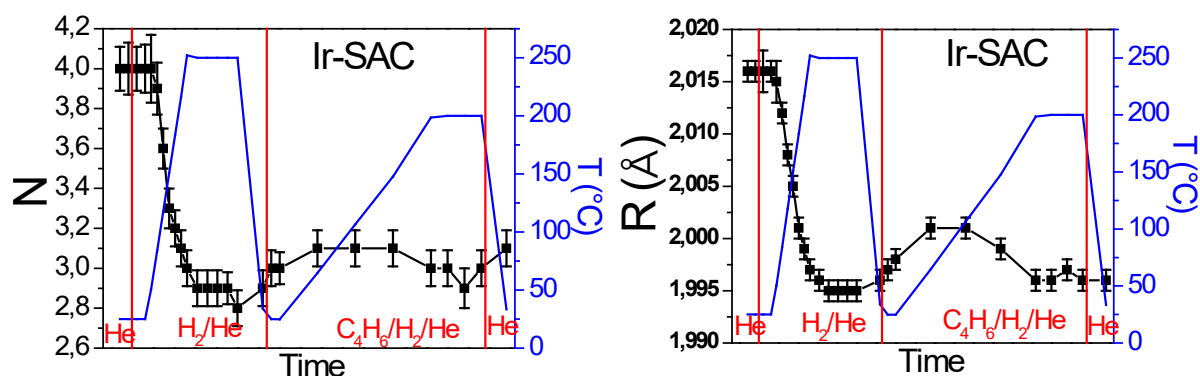 Ir-SAC
N
4,2
4,0
3,8
3,6
3,4
3,2
3,0
2,8
2,6
250
200
150
100
50
0
T (°C)
He
H₂/He
C₄H₆/H₂/He
He
Time
Ir-SAC
R (Å)
2,020
2,015
2,010
2,005
2,000
1,995
1,990
250
200
150
100
50
0
T (°C)
He
H₂/He
C₄H₆/H₂/He
He
Time